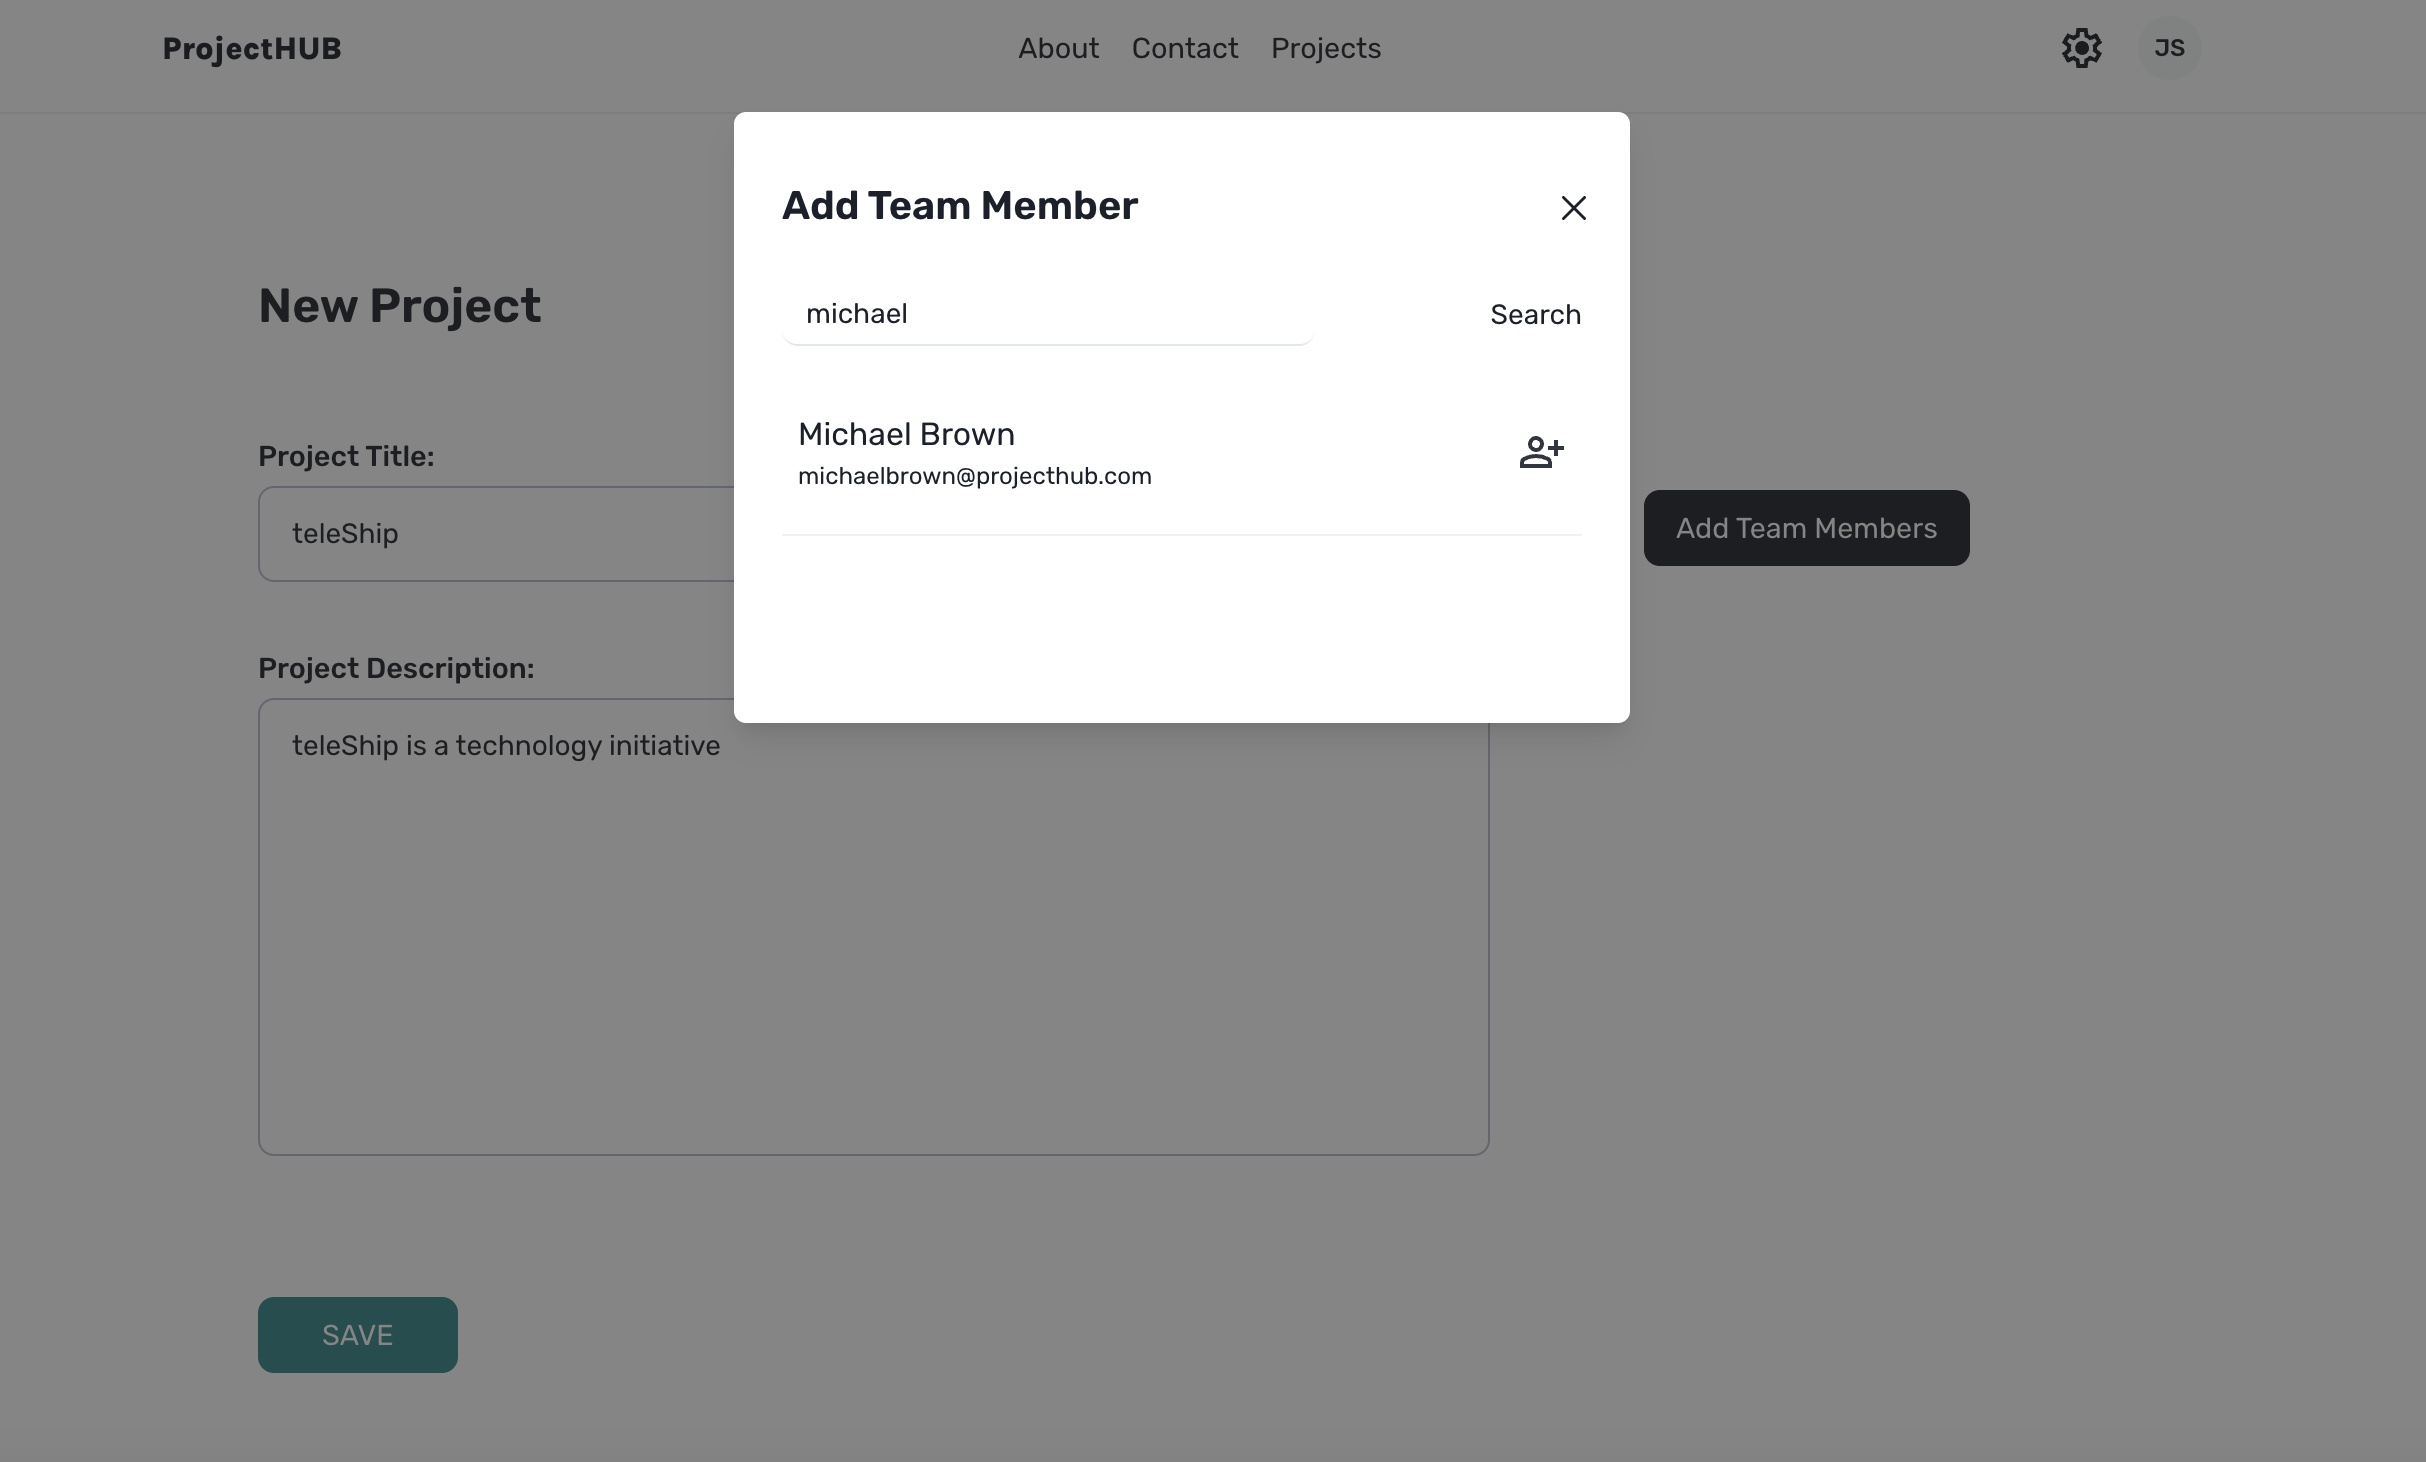 ProjectHUB
About Contact Projects
JS
New Project
Project Title:
teleShip
Project Description:
teleShip is a technology initiative
SAVE
Add Team Member
michael
Search
Michael Brown
michaelbrown@projecthub.com
Add Team Members